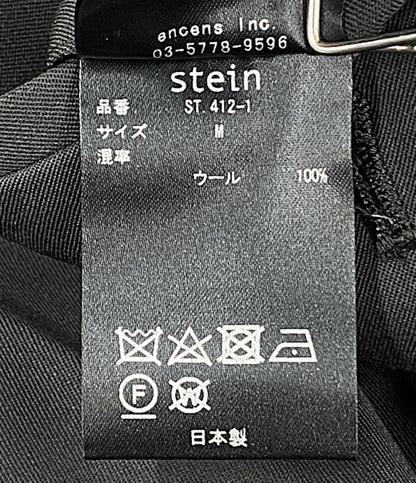 encens Inc.
03-5778-9596
stein
品番 ST.412-1
サイズ M
混率
ウール 100%
F W
日本製